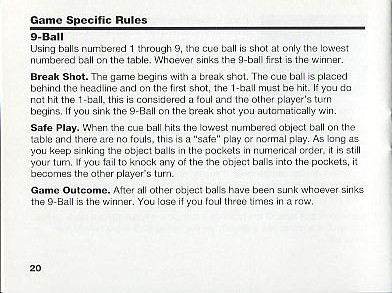 Game Specific Rules
9-Ball
Using balls numbered 1 through 9, the cue ball is shot at only the lowest
numbered ball on the table. Whoever sinks the 9-ball first is the winner.
Break Shot. The game begins with a break shot. The cue ball is placed
behind the headline and on the first shot, the 1-ball must be hit. If you do
not hit the 1-ball, this is considered a foul and the other player's turn
begins. If you sink the 9-Ball on the break shot you automatically win.
Safe Play. When the cue ball hits the lowest numbered object ball on the
table and there are no fouls, this is a "safe" play or normal play. As long as
you keep sinking the object balls in the pockets in numerical order, it is still
your turn. If you fail to knock any of the the object balls into the pockets, it
becomes the other player's turn.
Game Outcome. After all other object balls have been sunk whoever sinks
the 9-Ball is the winner. You lose if you foul three times in a row.
20